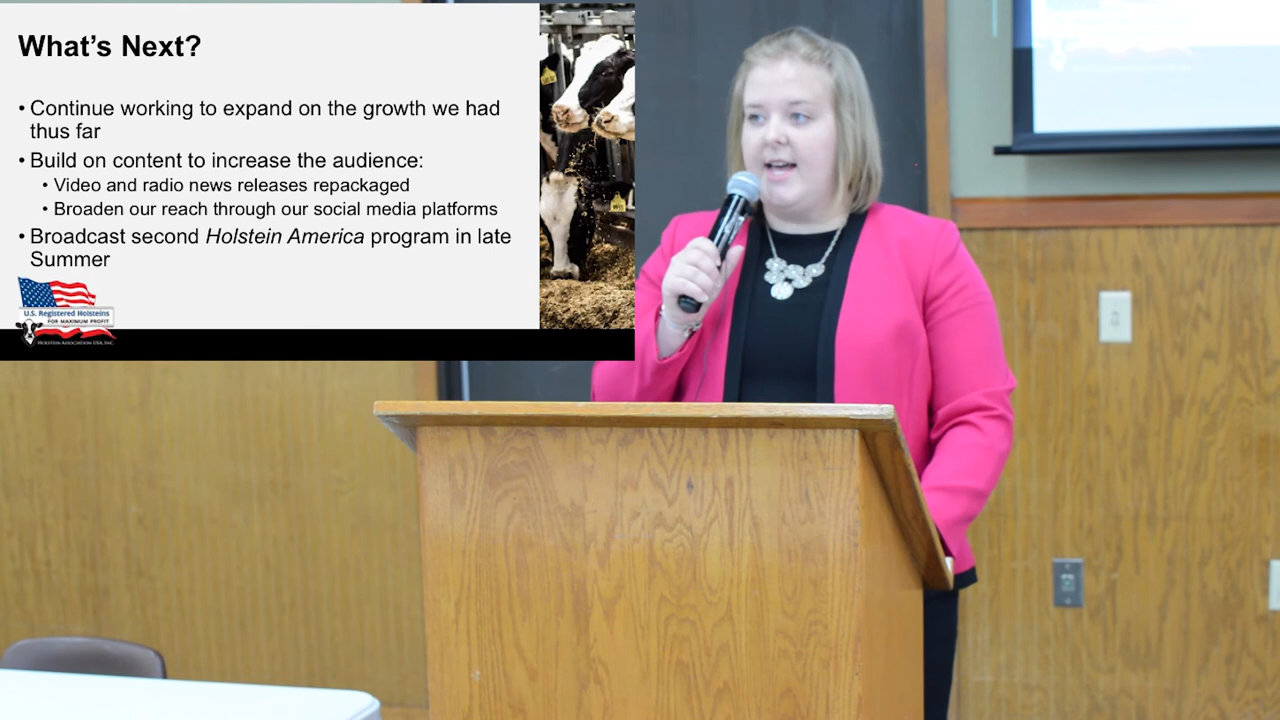 What's Next?
• Continue working to expand on the growth we had
thus far
• Build on content to increase the audience:
• Video and radio news releases repackaged
• Broaden our reach through our social media platforms
• Broadcast second Holstein America program in late
Summer
U.S. Registered Holsteins
FOR MAXIMUM PROFIT
HOLSTEIN ASSOCIATION USA, INC.